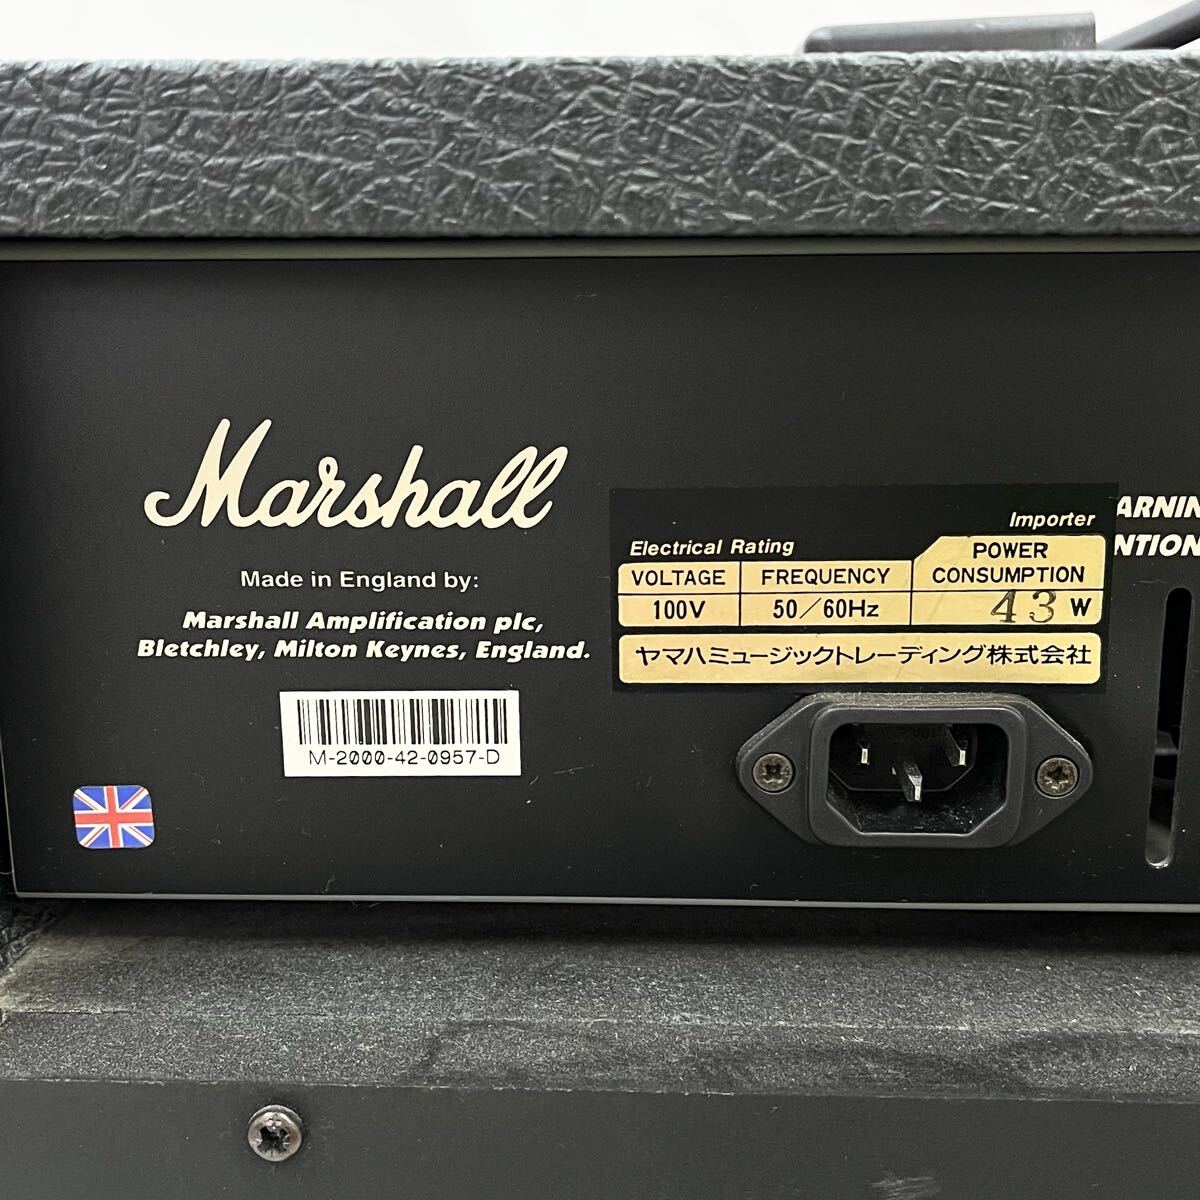 Marshall
Made in England by:
Marshall Amplification plc,
Bletchley, Milton Keynes, England.
M-2000-42-0957-D
Importer
Electrical Rating
VOLTAGE FREQUENCY POWER CONSUMPTION
100V 50/60Hz 43 W
ヤマハミュージックトレーディング株式会社
ARNIN
NTION